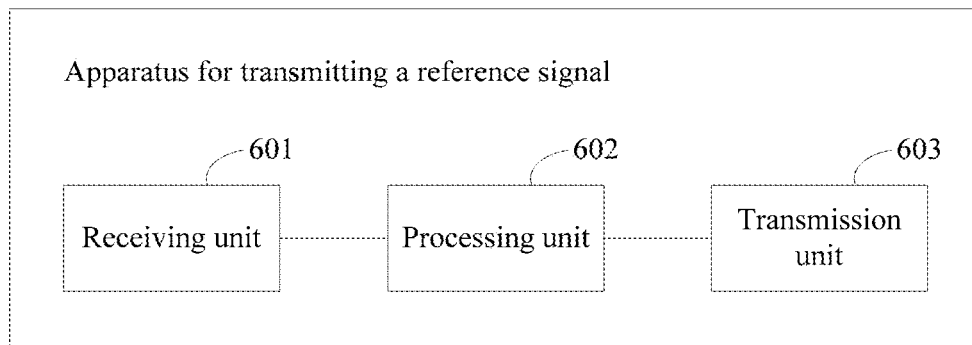 Apparatus for transmitting a reference signal
601
602
603
Receiving unit
Processing unit
Transmission
unit